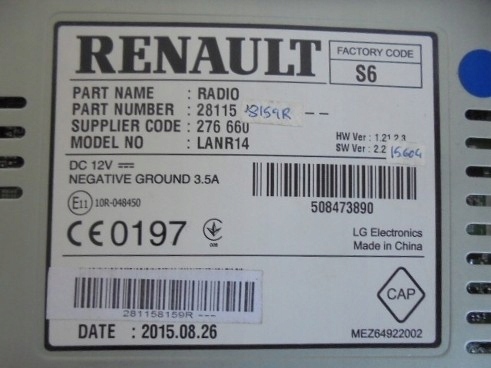 RENAULT
FACTORY CODE
S6
PART NAME : RADIO
PART NUMBER : 28115 8159R --
SUPPLIER CODE : 276 660
MODEL NO : LANR14
HW Ver : 1.21.2.3
SW Ver : 2.2 15604
DC 12V
NEGATIVE GROUND 3.5A
E11 10R-048450
508473890
CE0197
LG Electronics
Made in China
281158159R ---
CAP
DATE : 2015.08.26
MEZ64922002